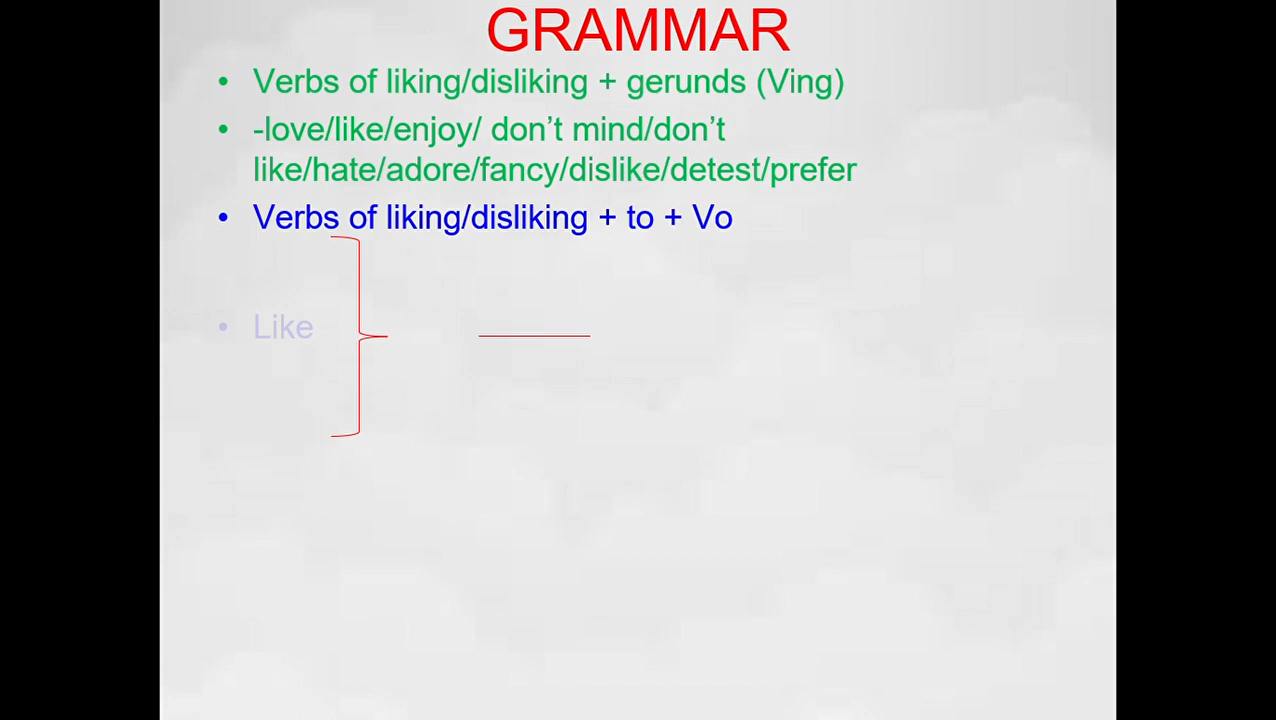 GRAMMAR
• Verbs of liking/disliking + gerunds (Ving)
• -love/like/enjoy/ don’t mind/don’t
like/hate/adore/fancy/dislike/detest/prefer
• Verbs of liking/disliking + to + Vo
• Like